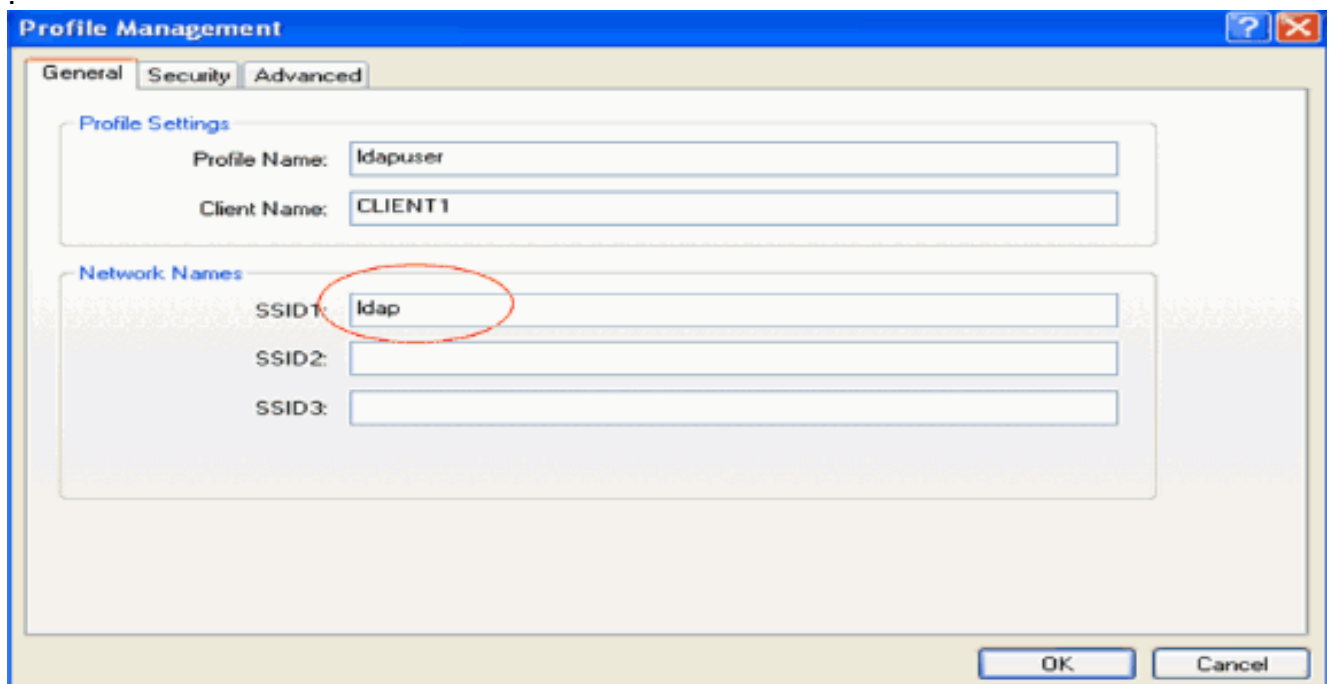 Profile Management
General Security Advanced
Profile Settings
Profile Name: ldapuser
Client Name: CLIENT1
Network Names
SSID1: ldap
SSID2:
SSID3:
OK Cancel